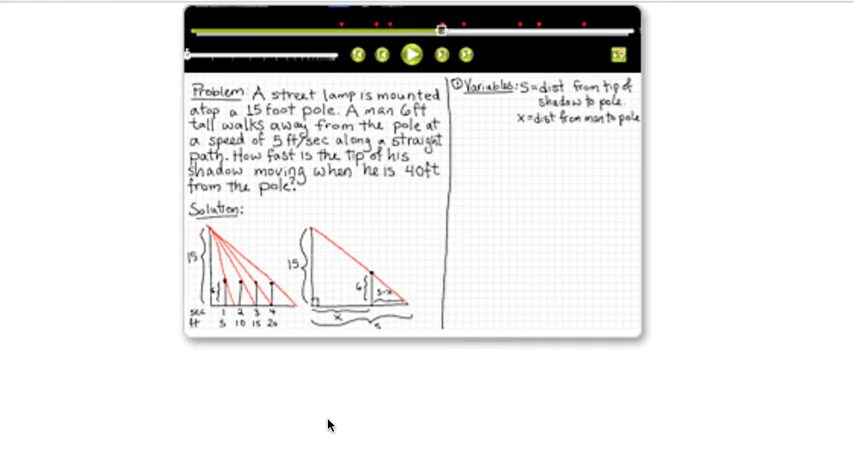 Problem: A street lamp is mounted
atop a 15 foot pole. A man 6ft
tall walks away from the pole at
a speed of 5 ft/sec along a straight
path. How fast is the tip of his
shadow moving when he is 40ft
from the pole?
Solution:
15
6
sec 1 2 3 4
ft 5 10 15 20
15
6
s-x
x
s
① Variables: S=dist from tip of
shadow to pole.
x=dist from man to pole